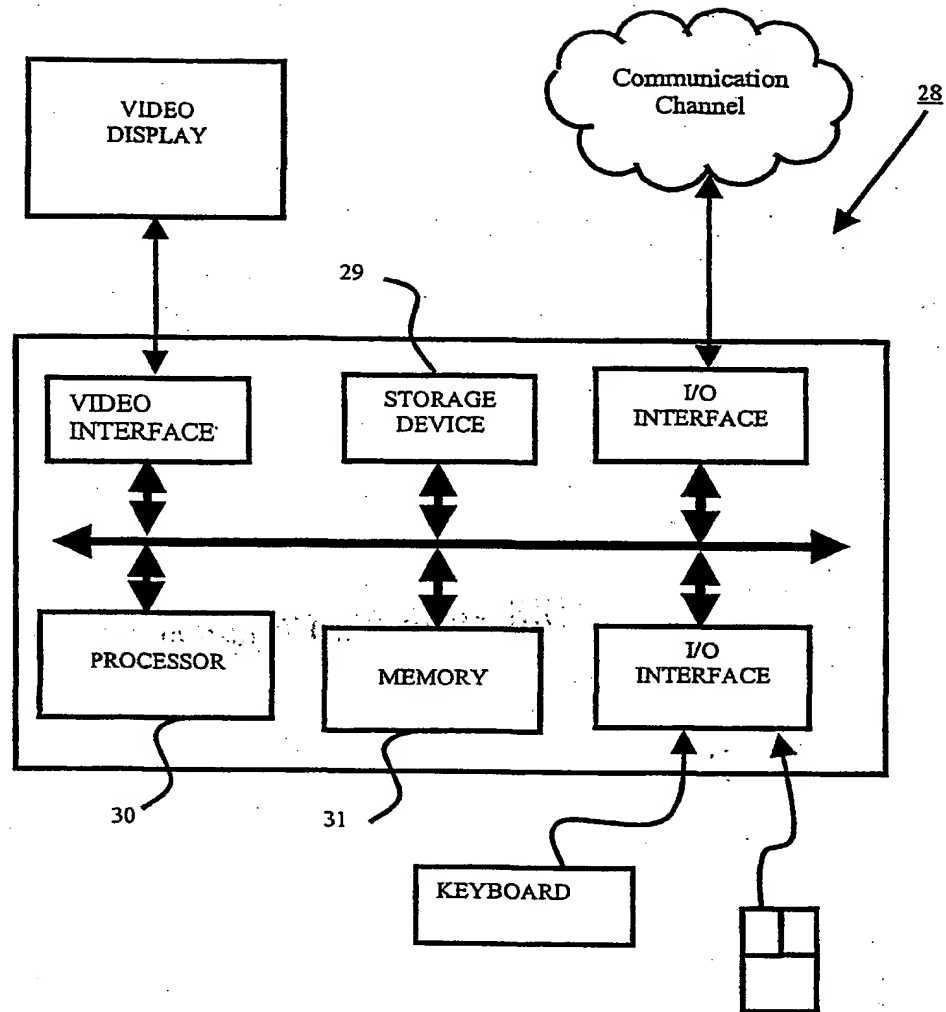 VIDEO
DISPLAY
Communication
Channel
28
29
VIDEO
INTERFACE
STORAGE
DEVICE
I/O
INTERFACE
PROCESSOR
MEMORY
I/O
INTERFACE
30
31
KEYBOARD